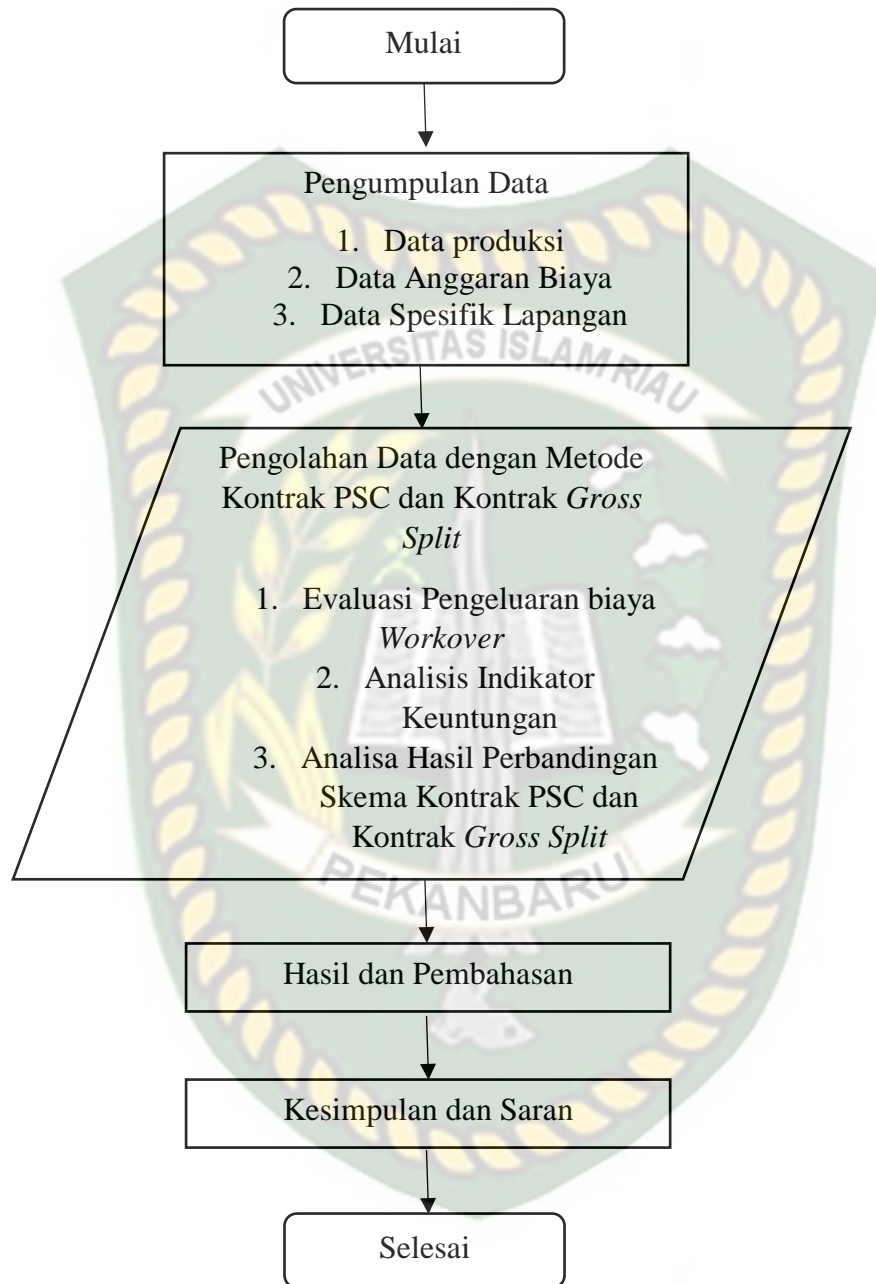 Mulai
Pengumpulan Data
1. Data produksi
2. Data Anggaran Biaya
3. Data Spesifik Lapangan
UNIVERSITAS ISLAM RIAU
Pengolahan Data dengan Metode
Kontrak PSC dan Kontrak Gross
Split
1. Evaluasi Pengeluaran biaya
Workover
2. Analisis Indikator
Keuntungan
3. Analisa Hasil Perbandingan
Skema Kontrak PSC dan
Kontrak Gross Split
PEKANBARU
Hasil dan Pembahasan
Kesimpulan dan Saran
Selesai